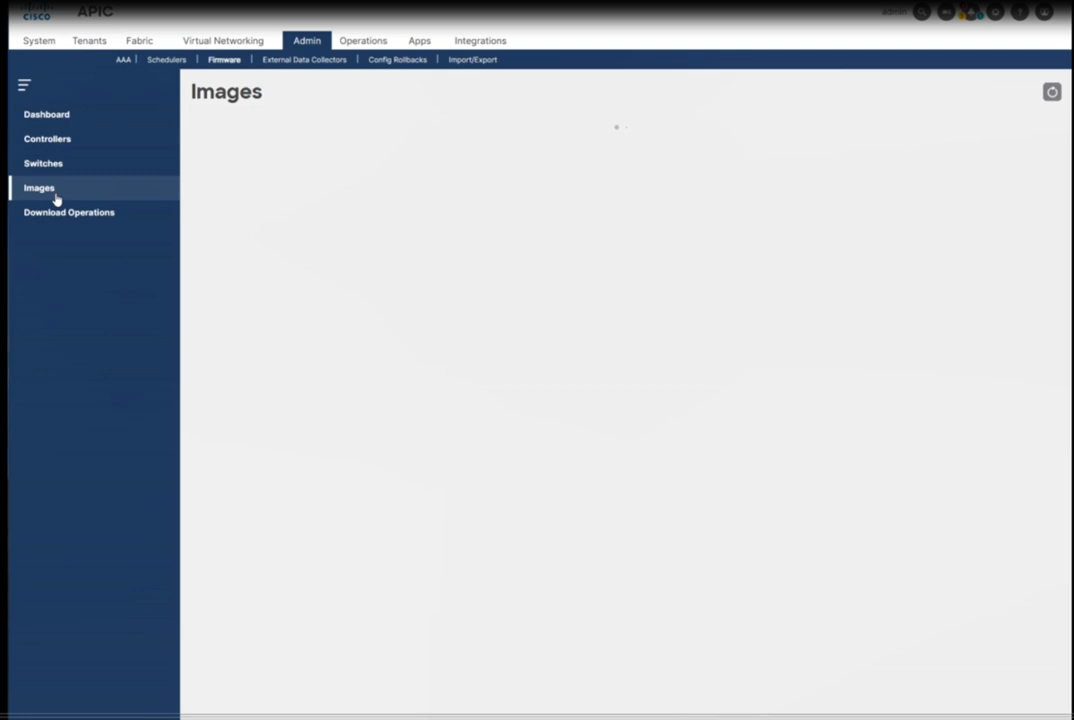 CISCO APIC admin
System Tenants Fabric Virtual Networking Admin Operations Apps Integrations
AAA | Schedulers | Firmware | External Data Collectors | Config Rollbacks | Import/Export
Images
Dashboard
Controllers
Switches
Images
Download Operations